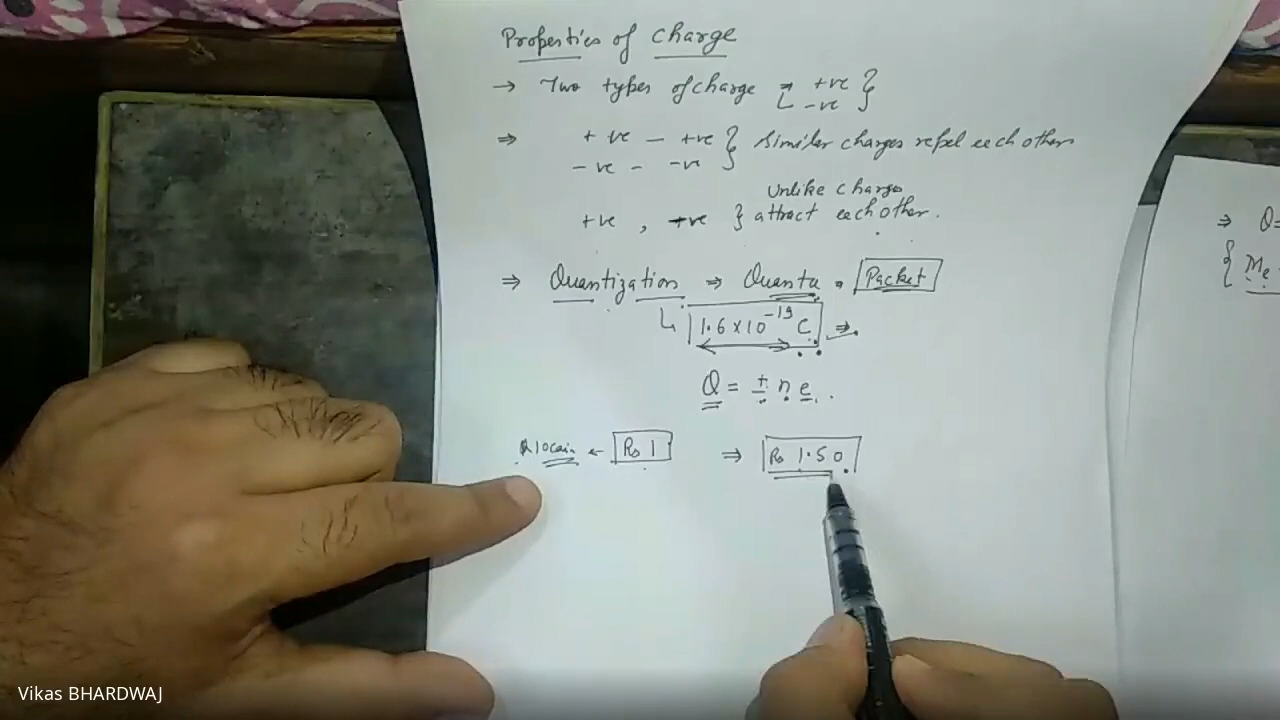 Properties of charge
→ Two types of charge → +ve }
↳ -ve
⇒ +ve — +ve } Similar charges repel each other
-ve - -ve
Unlike charges
+ve , -ve } attract each other.
⇒ Quantization ⇒ Quanta = Packet
↳ 1.6 x 10⁻¹⁹ C ⇒
Q = ± n e
← Rs 1 ⇒ Rs 1.50
⇒ Q=
{ Me
Vikas BHARDWAJ